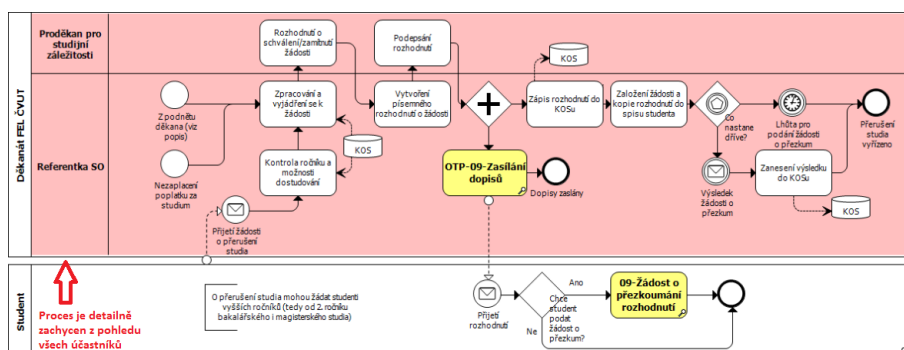 Děkanát FEL ČVUT
Proděkan pro
studijní
záležitosti
Referentka SO
Rozhodnutí o
schválení/zamítnutí
žádosti
Podepsání
rozhodnutí
KOS
Z podnětu
děkana (viz
popis)
Zpracování a
vyjádření se k
žádosti
Vytvoření
písemného
rozhodnutí o žádosti
Zápis rozhodnutí do
KOSu
Založení žádosti a
kopie rozhodnutí do
spisu studenta
Co
nastane
dříve?
Lhůta pro
podání žádosti
o přezkum
Přerušení
studia
vyřízeno
KOS
Nezaplacení
poplatku za
studium
Kontrola ročníku a
možnosti
dostudování
OTP-09-Zasílání
dopisů
Dopisy zaslány
Výsledek
žádosti o
přezkum
Zanesení výsledku
do KOSu
KOS
Přijetí žádosti
o přerušení
studia
Proces je detailně
zachycen z pohledu
všech účastníků
Student
O přerušení studia mohou žádat studenti
vyšších ročníků (tedy od 2. ročníku
bakalářského i magisterského studia)
Přijetí
rozhodnutí
Chce
student
podat
žádost o
přezkum?
Ano
Ne
09-Žádost o
přezkoumání
rozhodnutí